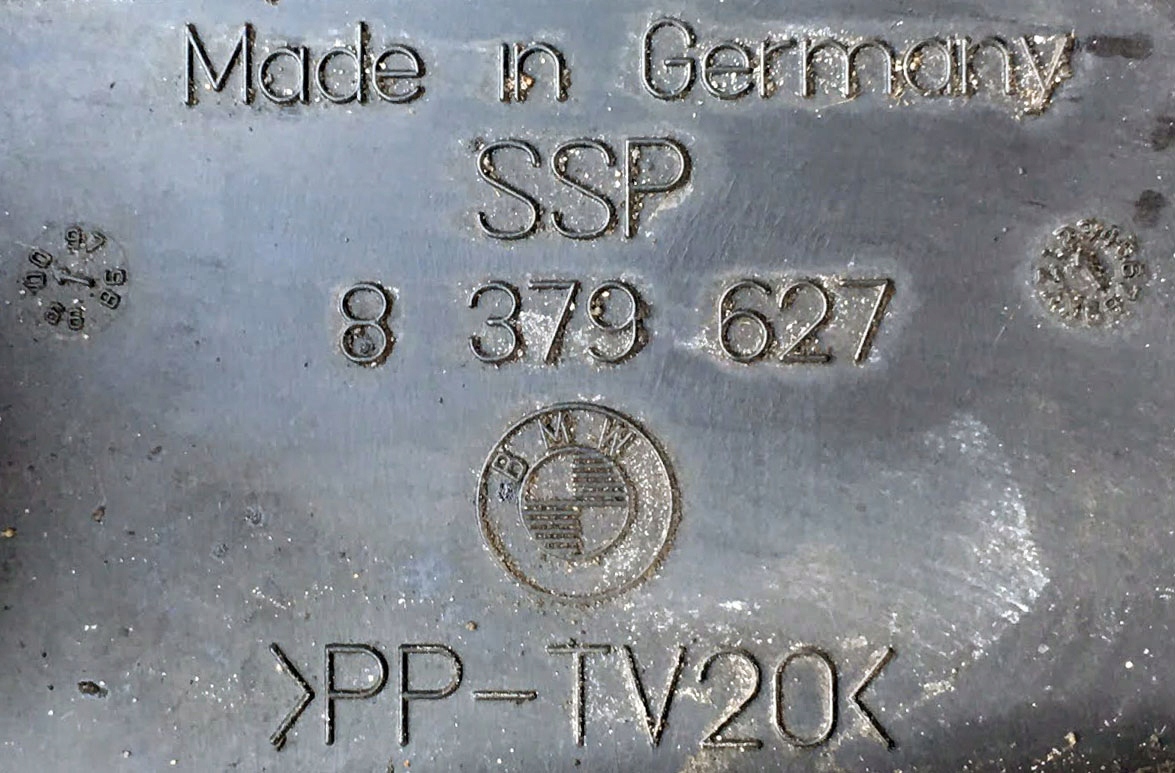 Made in Germany
SSP
8 379 627
BMW
>PP-TV20<